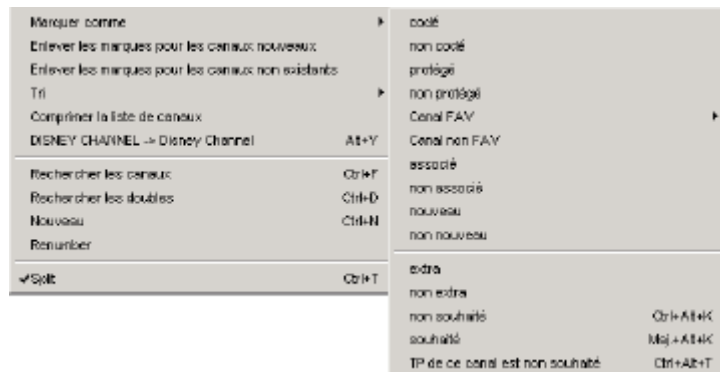 Marquer comme
Enlever les marques pour les canaux nouveaux
Enlever les marques pour les canaux non existants
Tri
Comprimer la liste de canaux
DISNEY CHANNEL -> Disney Channel Alt+Y
Rechercher les canaux Ctrl+F
Rechercher les doubles Ctrl+D
Nouveau Ctrl+N
Renumber
Split Ctrl+T
codé
non codé
protégé
non protégé
Canal FAV
Canal non FAV
associé
non associé
nouveau
non nouveau
extra
non extra
non souhaité Ctrl+Alt+K
souhaité Maj.+Alt+K
TP de ce canal est non souhaité Ctrl+Alt+T